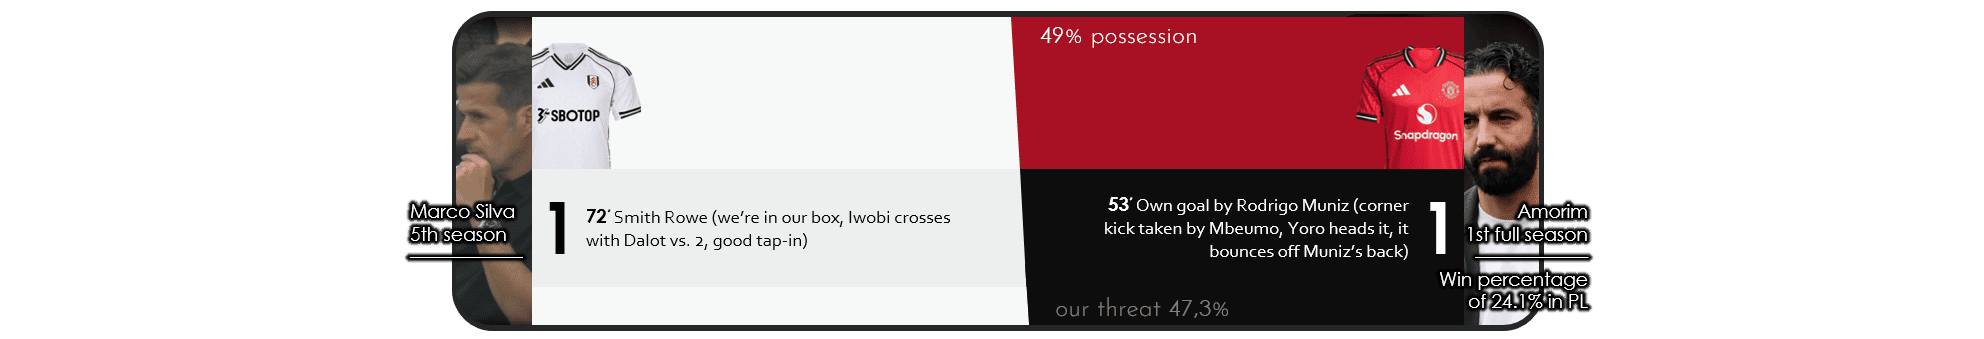 49% possession
SBOTOP
Snapdragon
Marco Silva
5th season
1
72’ Smith Rowe (we’re in our box, Iwobi crosses
with Dalot vs. 2, good tap-in)
53’ Own goal by Rodrigo Muniz (corner
kick taken by Mbeumo, Yoro heads it, it
bounces off Muniz’s back)
1
Amorim
1st full season
Win percentage
of 24.1% in PL
our threat 47,3%